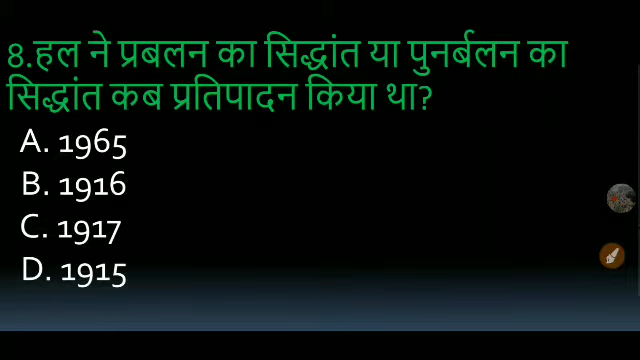 8.हल ने प्रबलन का सिद्धांत या पुनर्बलन का
सिद्धांत कब प्रतिपादन किया था?
A. 1965
B. 1916
C. 1917
D. 1915